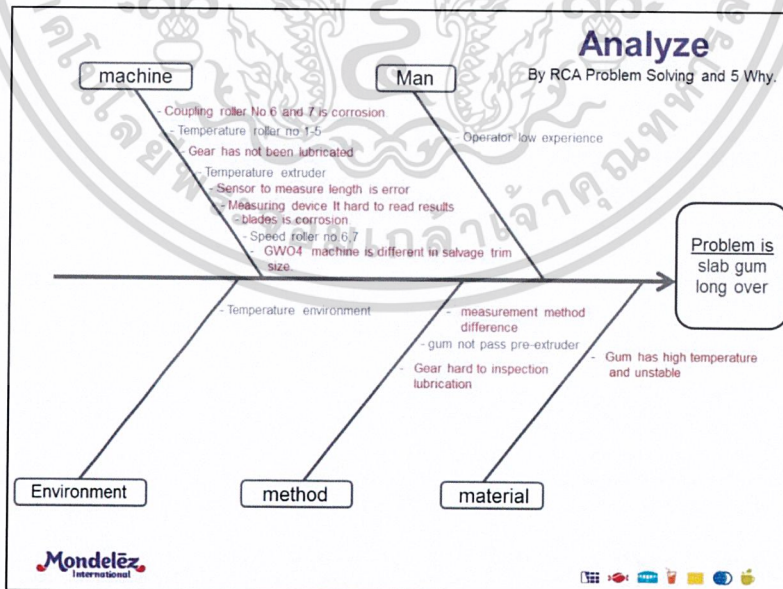 Analyze
By RCA Problem Solving and 5 Why.
machine
Man
- Coupling roller No 6 and 7 is corrosion
- Temperature roller no 1-5
- Gear has not been lubricated
- Temperature extruder
- Sensor to measure length is error
- Measuring device It hard to read results
- blades is corrosion
- Speed roller no 6,7
- GWO4 machine is different in salvage trim
size.
- Operator low experience
Problem is
slab gum
long over
- Temperature environment
- measurement method
difference
- gum not pass pre-extruder
- Gear hard to inspection
lubrication
- Gum has high temperature
and unstable
Environment
method
material
Mondelēz
International